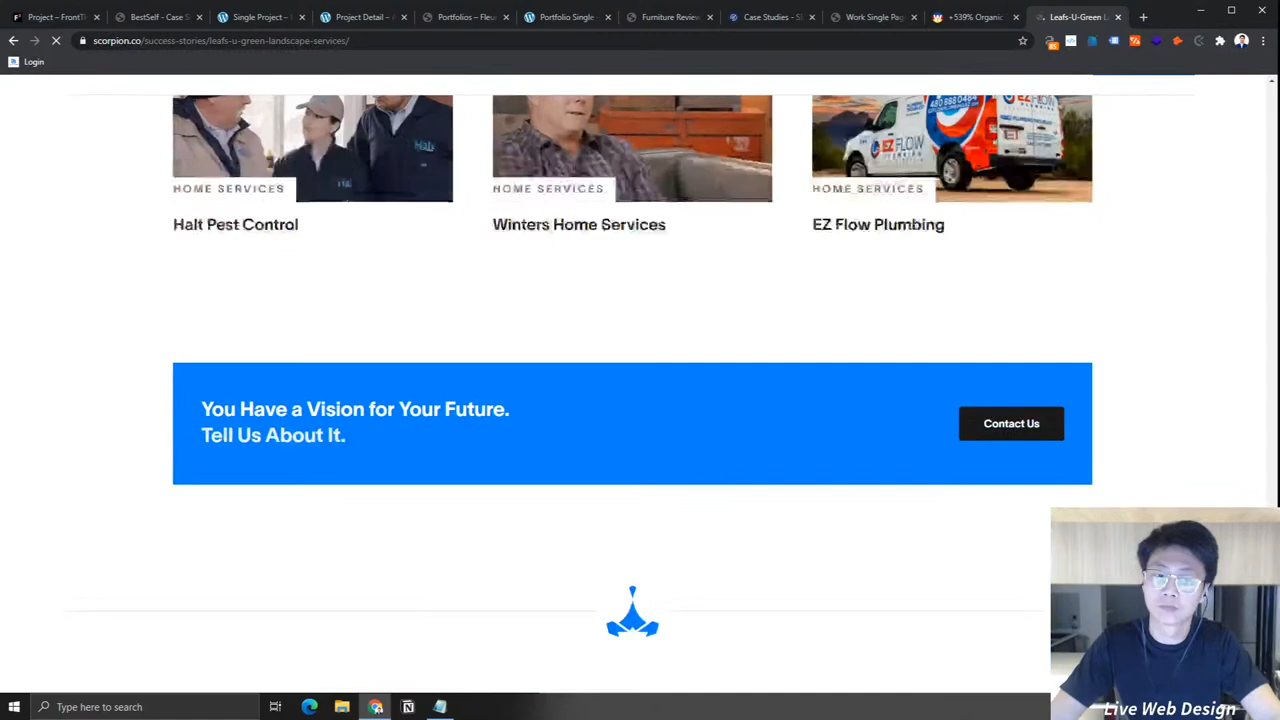 Project – FrontT
BestSelf - Case S
Single Project –
Project Detail – A
Portfolios – Fleu
Portfolio Single
Furniture Review
Case Studies - S
Work Single Pag
+539% Organic
Leafs-U-Green L
scorpion.co/success-stories/leafs-u-green-landscape-services/
Login
HOME SERVICES
HOME SERVICES
HOME SERVICES
EZ FLOW
Halt Pest Control
Winters Home Services
EZ Flow Plumbing
You Have a Vision for Your Future.
Tell Us About It.
Contact Us
Type here to search
Live Web Design